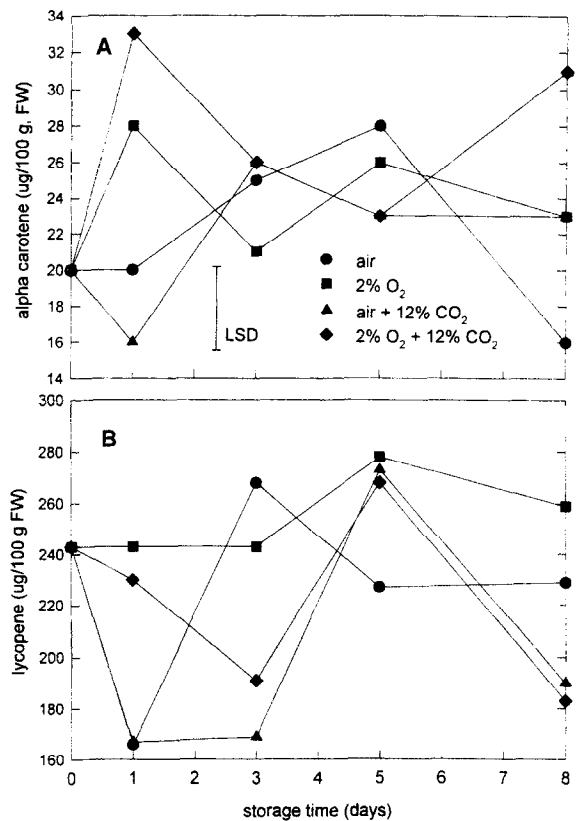 A
alpha carotene (ug/100 g, FW)
34
32
30
28
26
24
22
20
18
16
14
LSD
air
2% O₂
air + 12% CO₂
2% O₂ + 12% CO₂
B
lycopene (ug/100 g FW)
300
280
260
240
220
200
180
160
0 1 2 3 4 5 6 7 8
storage time (days)